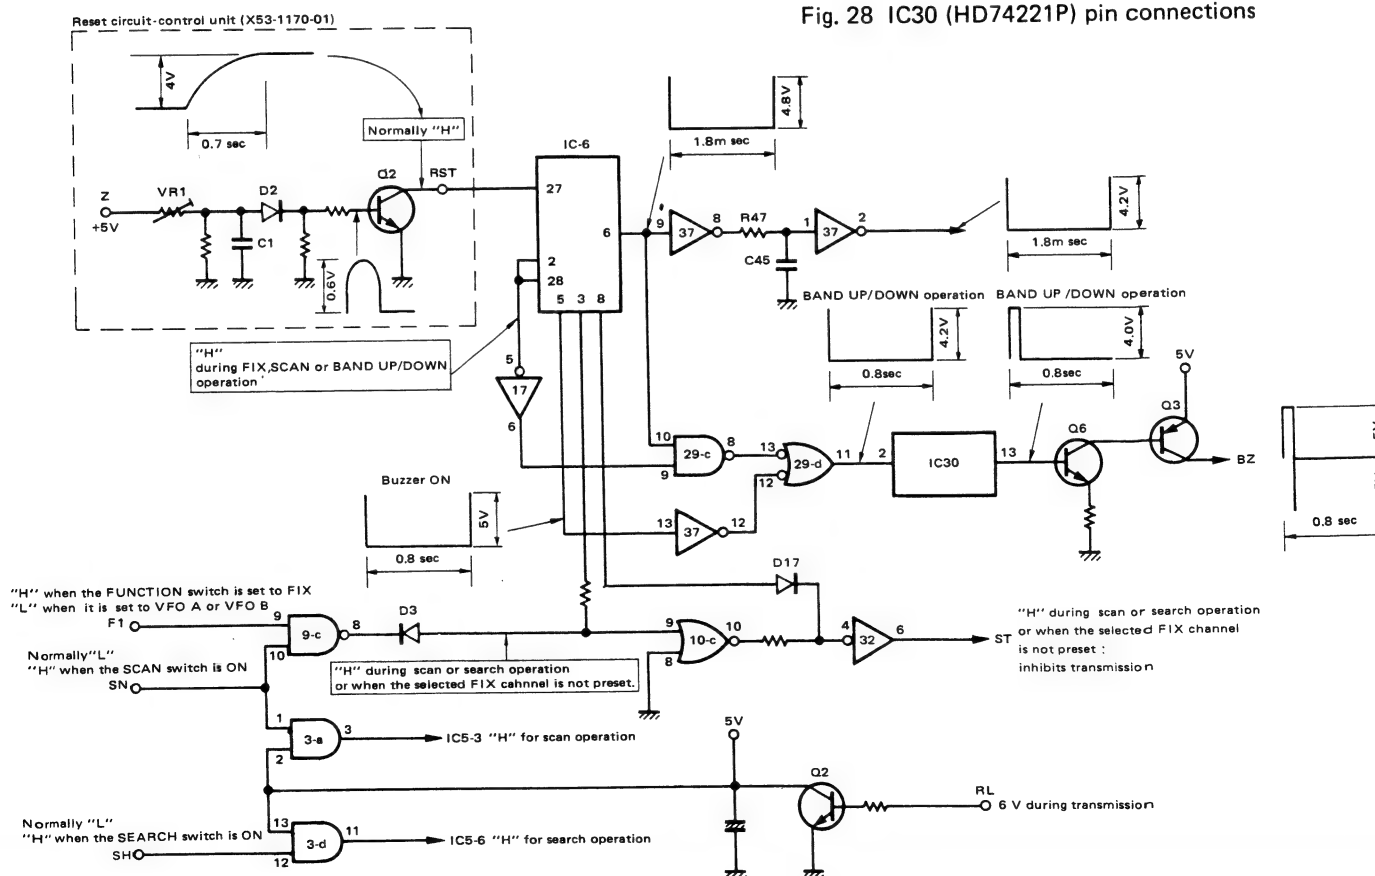 Fig. 28 IC30 (HD74221P) pin connections
Reset circuit-control unit (X53-1170-01)
4V
0.7 sec
Normally "H"
Z
+5V
VR1
D2
C1
Q2
RST
0.6V
IC-6
27
6
2
28
5 3 8
4.8V
1.8m sec
9
37
8
R47
C45
1
37
2
4.2V
1.8m sec
"H"
during FIX,SCAN or BAND UP/DOWN
operation
5
17
6
BAND UP/DOWN operation
4.2V
0.8sec
BAND UP /DOWN operation
4.0V
0.8sec
5V
Q3
Q6
BZ
0.8 sec
10
9
29-c
8
13
12
29-d
11
2
IC30
13
Buzzer ON
5V
0.8 sec
13
37
12
D17
"H" when the FUNCTION switch is set to FIX
"L" when it is set to VFO A or VFO B
F1
9
10
9-c
8
D3
9
8
10-c
10
4
32
6
ST
"H" during scan or search operation
or when the selected FIX channel
is not preset :
inhibits transmission
Normally "L"
"H" when the SCAN switch is ON
SN
"H" during scan or search operation
or when the selected FIX cahnnel is not preset.
1
2
3-a
3
IC5-3 "H" for scan operation
5V
Q2
RL
6 V during transmission
Normally "L"
"H" when the SEARCH switch is ON
SH
13
12
3-d
11
IC5-6 "H" for search operation